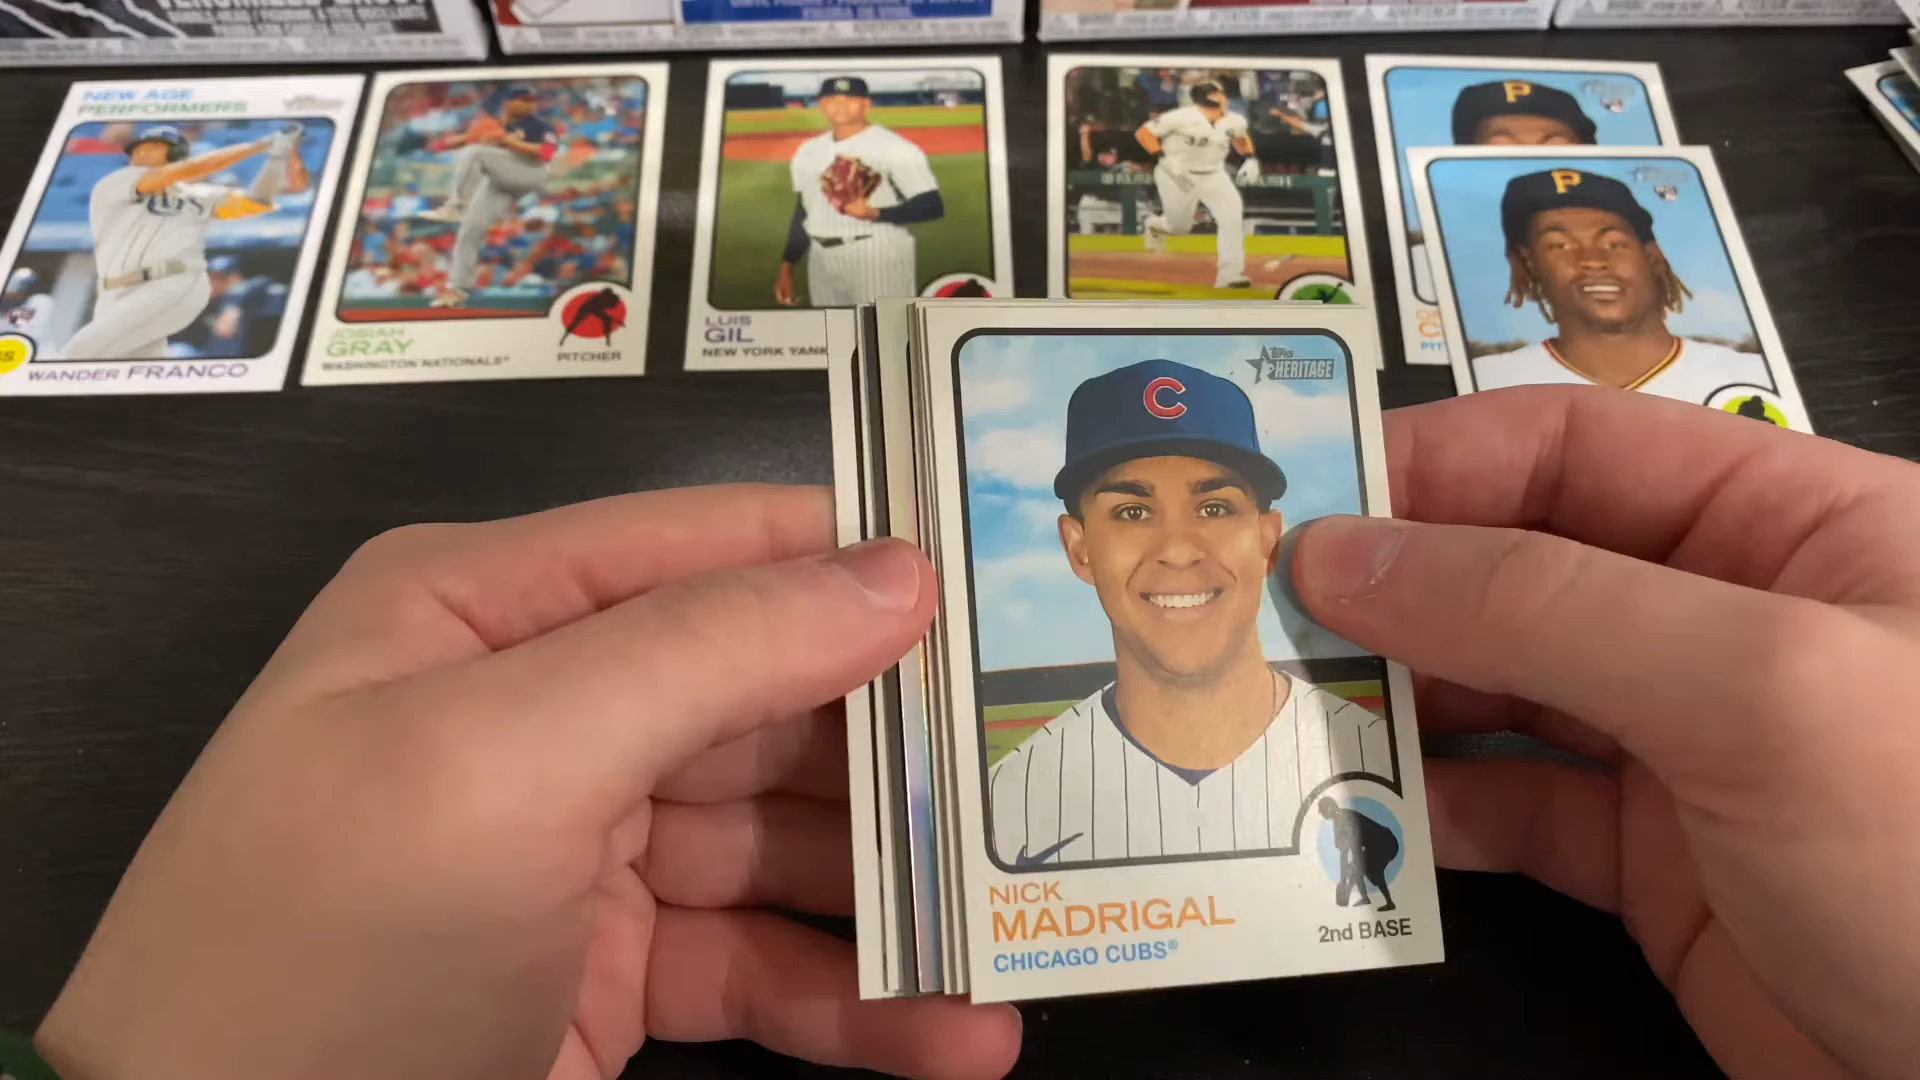 NEW AGE
PERFORMERS
WANDER FRANCO
JOSIAH
GRAY
WASHINGTON NATIONALS
PITCHER
LUIS
GIL
NEW YORK YANK
32
P
P
C
TOPPS
HERITAGE
NICK
MADRIGAL
CHICAGO CUBS®
2nd BASE